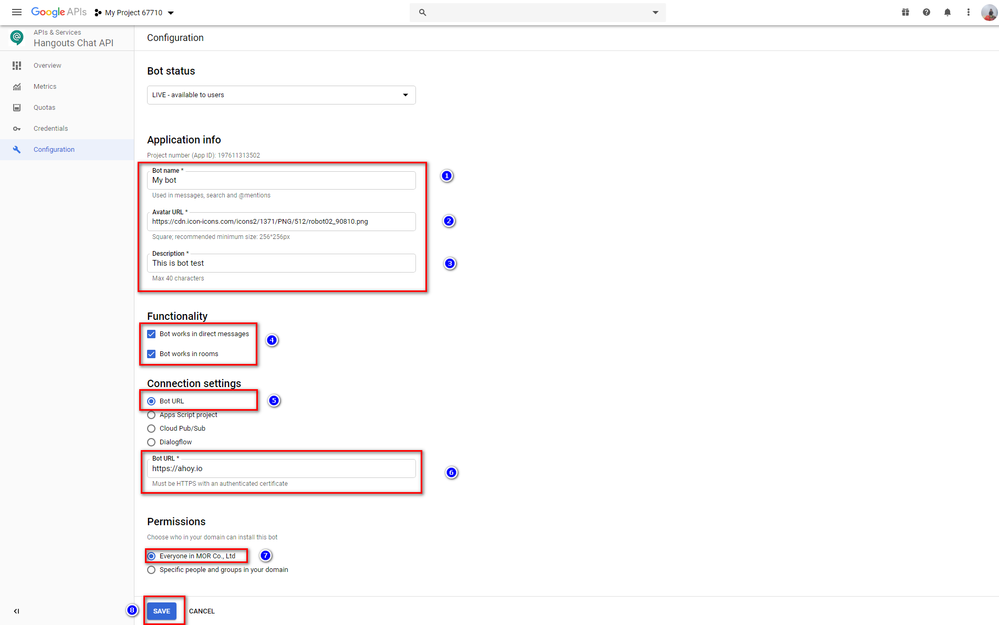 Google APIs My Project 67710
APIs & Services
Hangouts Chat API
Configuration
Overview
Metrics
Quotas
Credentials
Configuration
Bot status
LIVE - available to users
Application info
Project number (App ID): 197611313502
Bot name *
My bot
1
Used in messages, search and @mentions
Avatar URL *
https://cdn.icon-icons.com/icons2/1371/PNG/512/robot02_90810.png
2
Square; recommended minimum size: 256*256px
Description *
This is bot test
3
Max 40 characters
Functionality
Bot works in direct messages
4
Bot works in rooms
Connection settings
Bot URL
5
Apps Script project
Cloud Pub/Sub
Dialogflow
Bot URL *
https://ahoy.io
6
Must be HTTPS with an authenticated certificate
Permissions
Choose who in your domain can install this bot
Everyone in MOR Co., Ltd
7
Specific people and groups in your domain
8
SAVE CANCEL